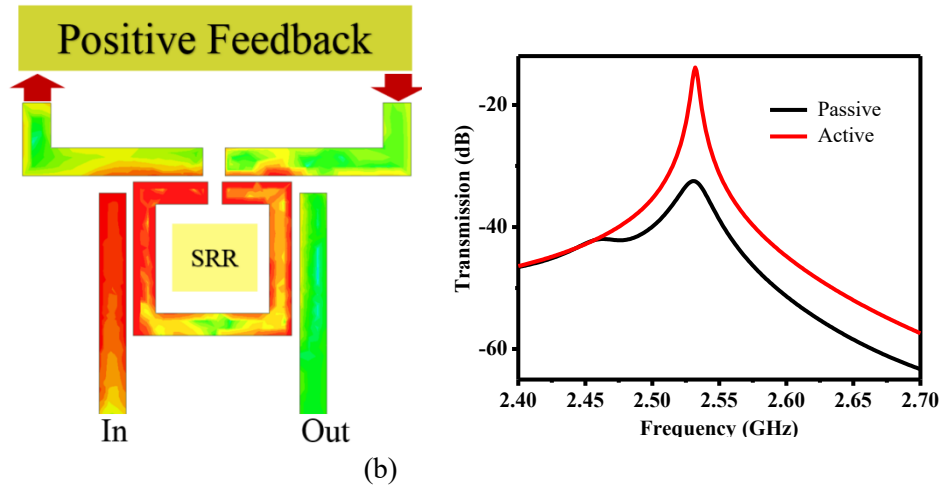 Positive Feedback
SRR
In
Out
(b)
Transmission (dB)
-20
-40
-60
Passive
Active
2.40
2.45
2.50
2.55
2.60
2.65
2.70
Frequency (GHz)